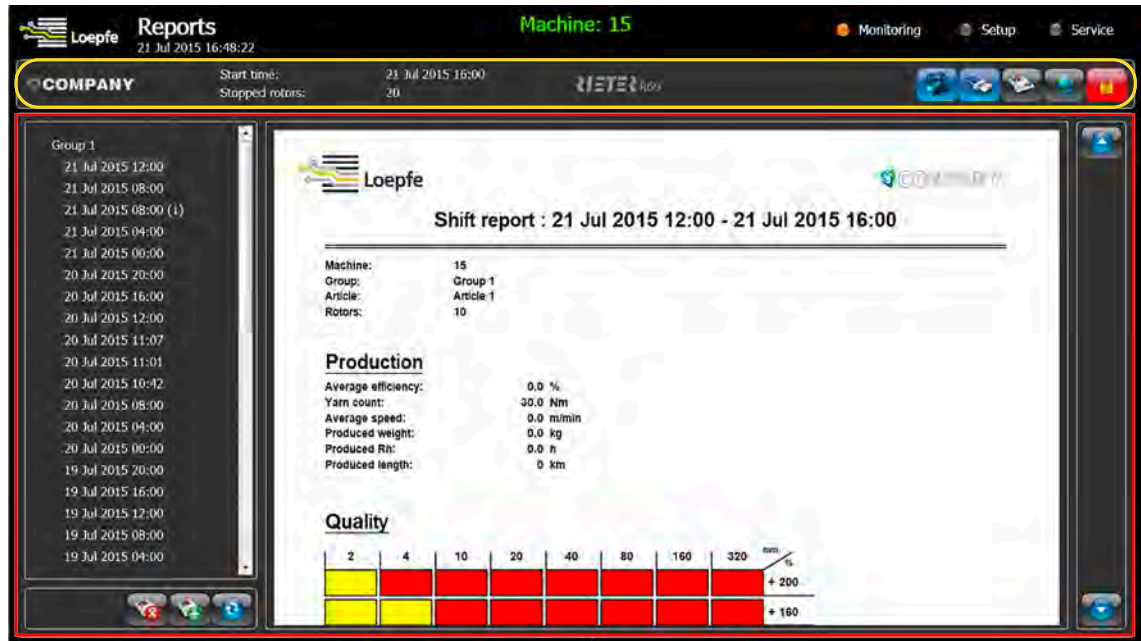 Loepfe Reports Machine: 15 Monitoring Setup Service
21 Jul 2015 16:48:22
COMPANY Start time: 21 Jul 2015 16:00 RIETER
Stopped rotors: 20
Group 1
21 Jul 2015 12:00
21 Jul 2015 08:00
21 Jul 2015 08:00 (1)
21 Jul 2015 04:00
21 Jul 2015 00:00
20 Jul 2015 20:00
20 Jul 2015 16:00
20 Jul 2015 12:00
20 Jul 2015 11:07
20 Jul 2015 11:01
20 Jul 2015 10:42
20 Jul 2015 08:00
20 Jul 2015 04:00
20 Jul 2015 00:00
19 Jul 2015 20:00
19 Jul 2015 16:00
19 Jul 2015 12:00
19 Jul 2015 08:00
19 Jul 2015 04:00
Loepfe COMPANY
Shift report : 21 Jul 2015 12:00 - 21 Jul 2015 16:00
Machine: 15
Group: Group 1
Article: Article 1
Rotors: 10
Production
Average efficiency: 0.0 %
Yarn count: 30.0 Nm
Average speed: 0.0 m/min
Produced weight: 0.0 kg
Produced Rh: 0.0 h
Produced length: 0 km
Quality
2 4 10 20 40 80 160 320 mm %
+ 200
+ 160